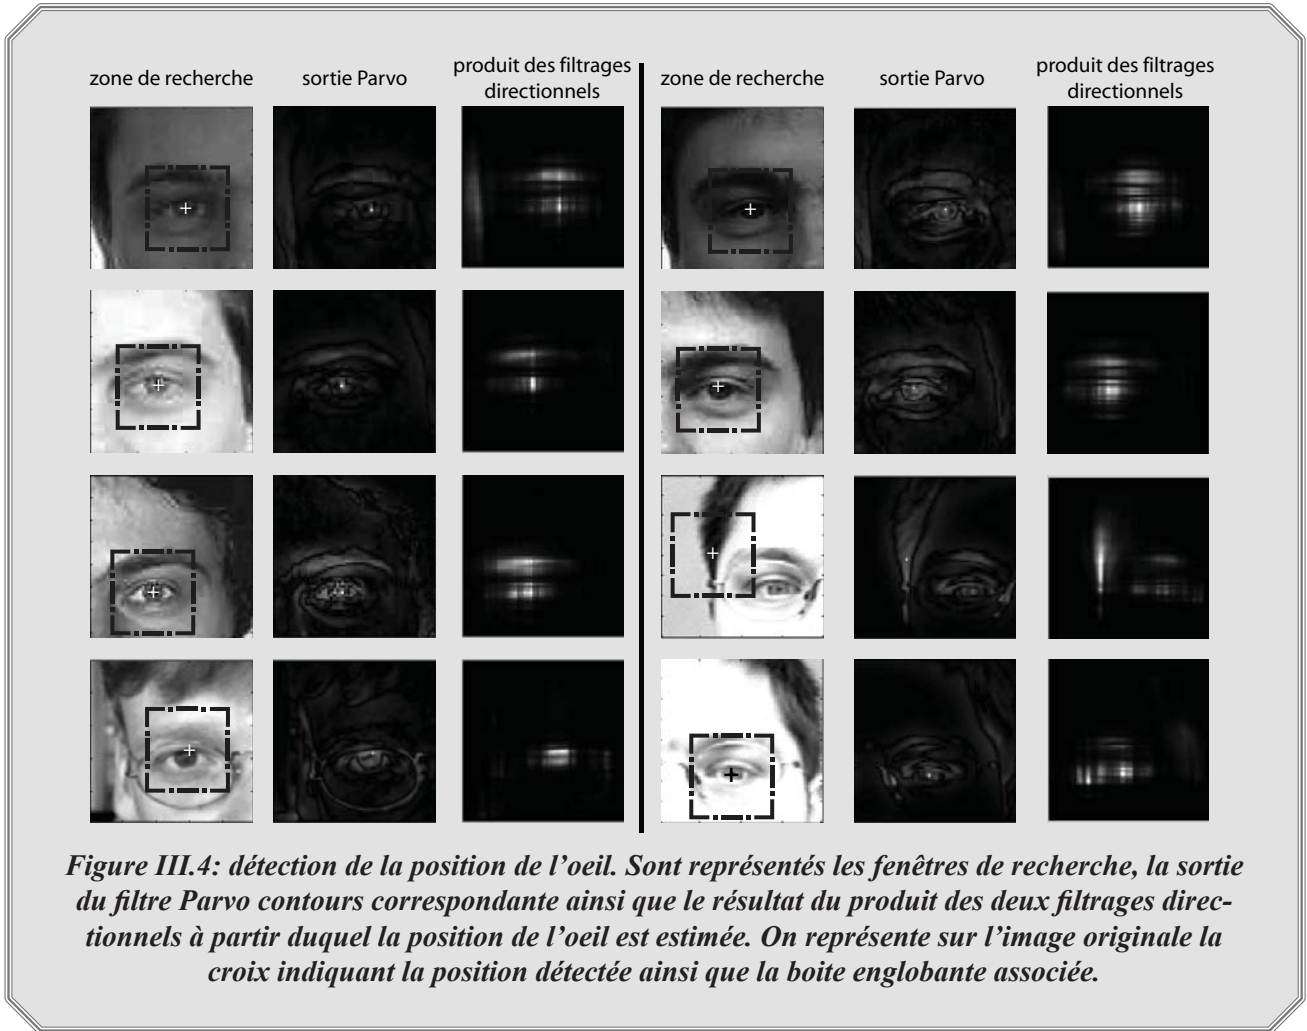 zone de recherche
sortie Parvo
produit des filtrages
directionnels
zone de recherche
sortie Parvo
produit des filtrages
directionnels
Figure III.4: détection de la position de l'oeil. Sont représentés les fenêtres de recherche, la sortie
du filtre Parvo contours correspondante ainsi que le résultat du produit des deux filtrages direc-
tionnels à partir duquel la position de l'oeil est estimée. On représente sur l'image originale la
croix indiquant la position détectée ainsi que la boite englobante associée.